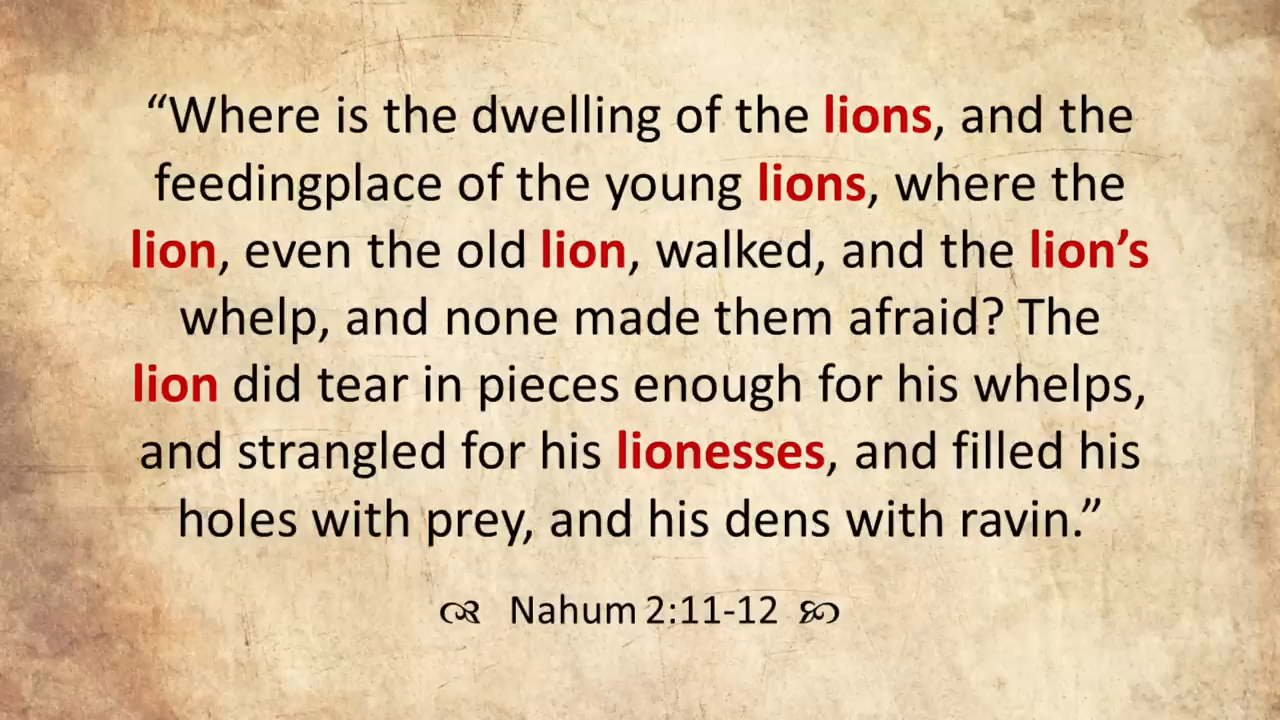 “Where is the dwelling of the lions, and the
feedingplace of the young lions, where the
lion, even the old lion, walked, and the lion’s
whelp, and none made them afraid? The
lion did tear in pieces enough for his whelps,
and strangled for his lionesses, and filled his
holes with prey, and his dens with ravin.”
Nahum 2:11-12